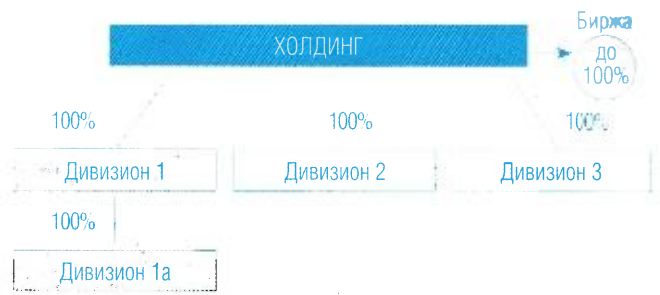 Биржа
ХОЛДИНГ
до
100%
100%
100%
100%
Дивизион 1
Дивизион 2
Дивизион 3
100%
Дивизион 1а